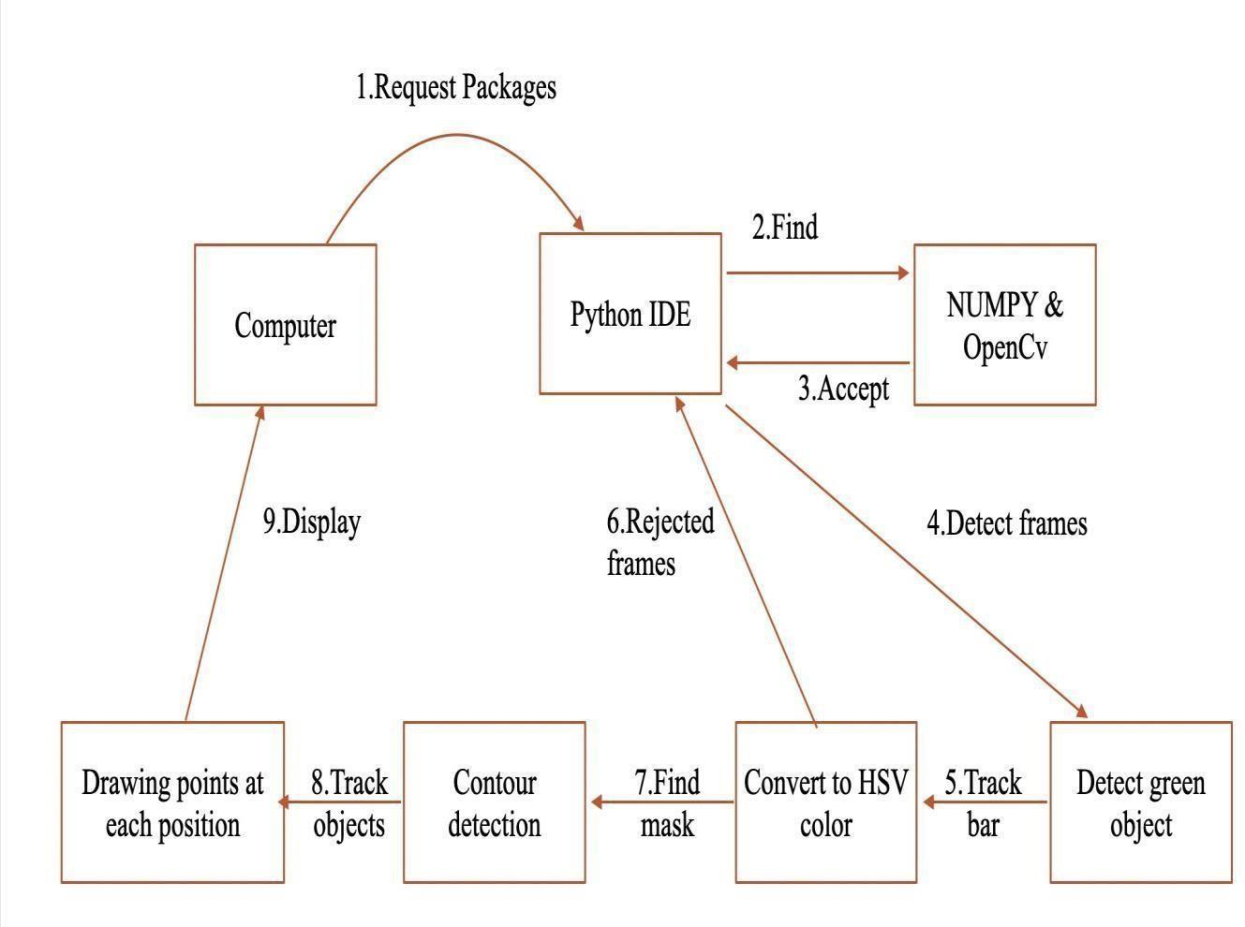 1.Request Packages
2.Find
Computer
Python IDE
NUMPY &
OpenCv
3.Accept
9.Display
6.Rejected
frames
4.Detect frames
Drawing points at
each position
8.Track
objects
Contour
detection
7.Find
mask
Convert to HSV
color
5.Track
bar
Detect green
object